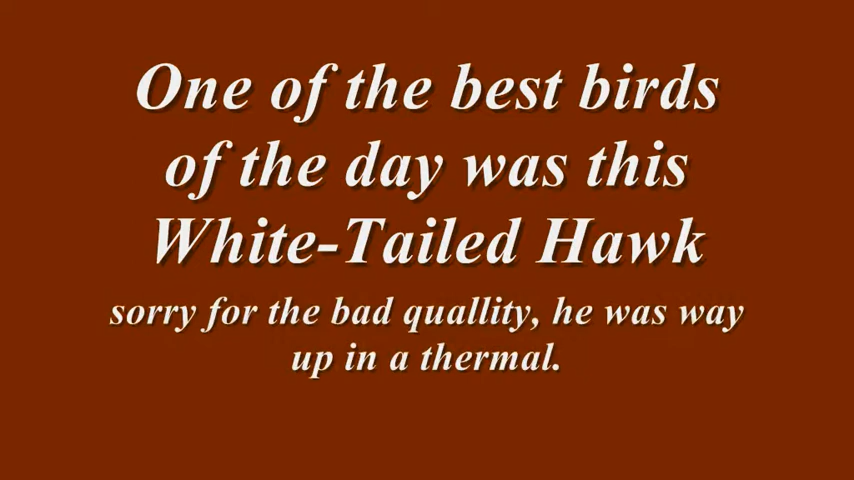 One of the best birds
of the day was this
White-Tailed Hawk
sorry for the bad quallity, he was way
up in a thermal.